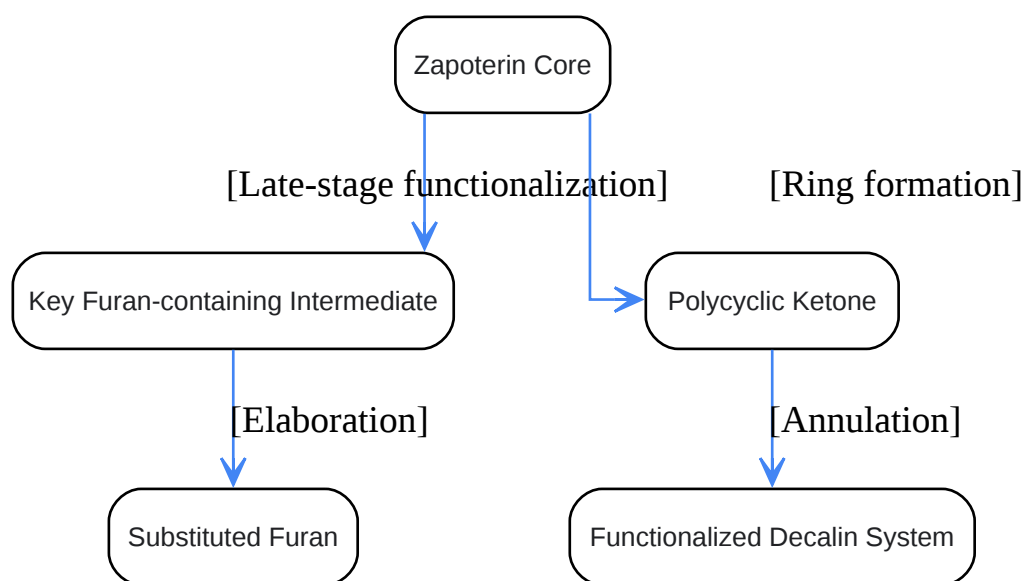 Zapoterin Core
[Late-stage functionalization]
[Ring formation]
Key Furan-containing Intermediate
Polycyclic Ketone
[Elaboration]
[Annulation]
Substituted Furan
Functionalized Decalin System